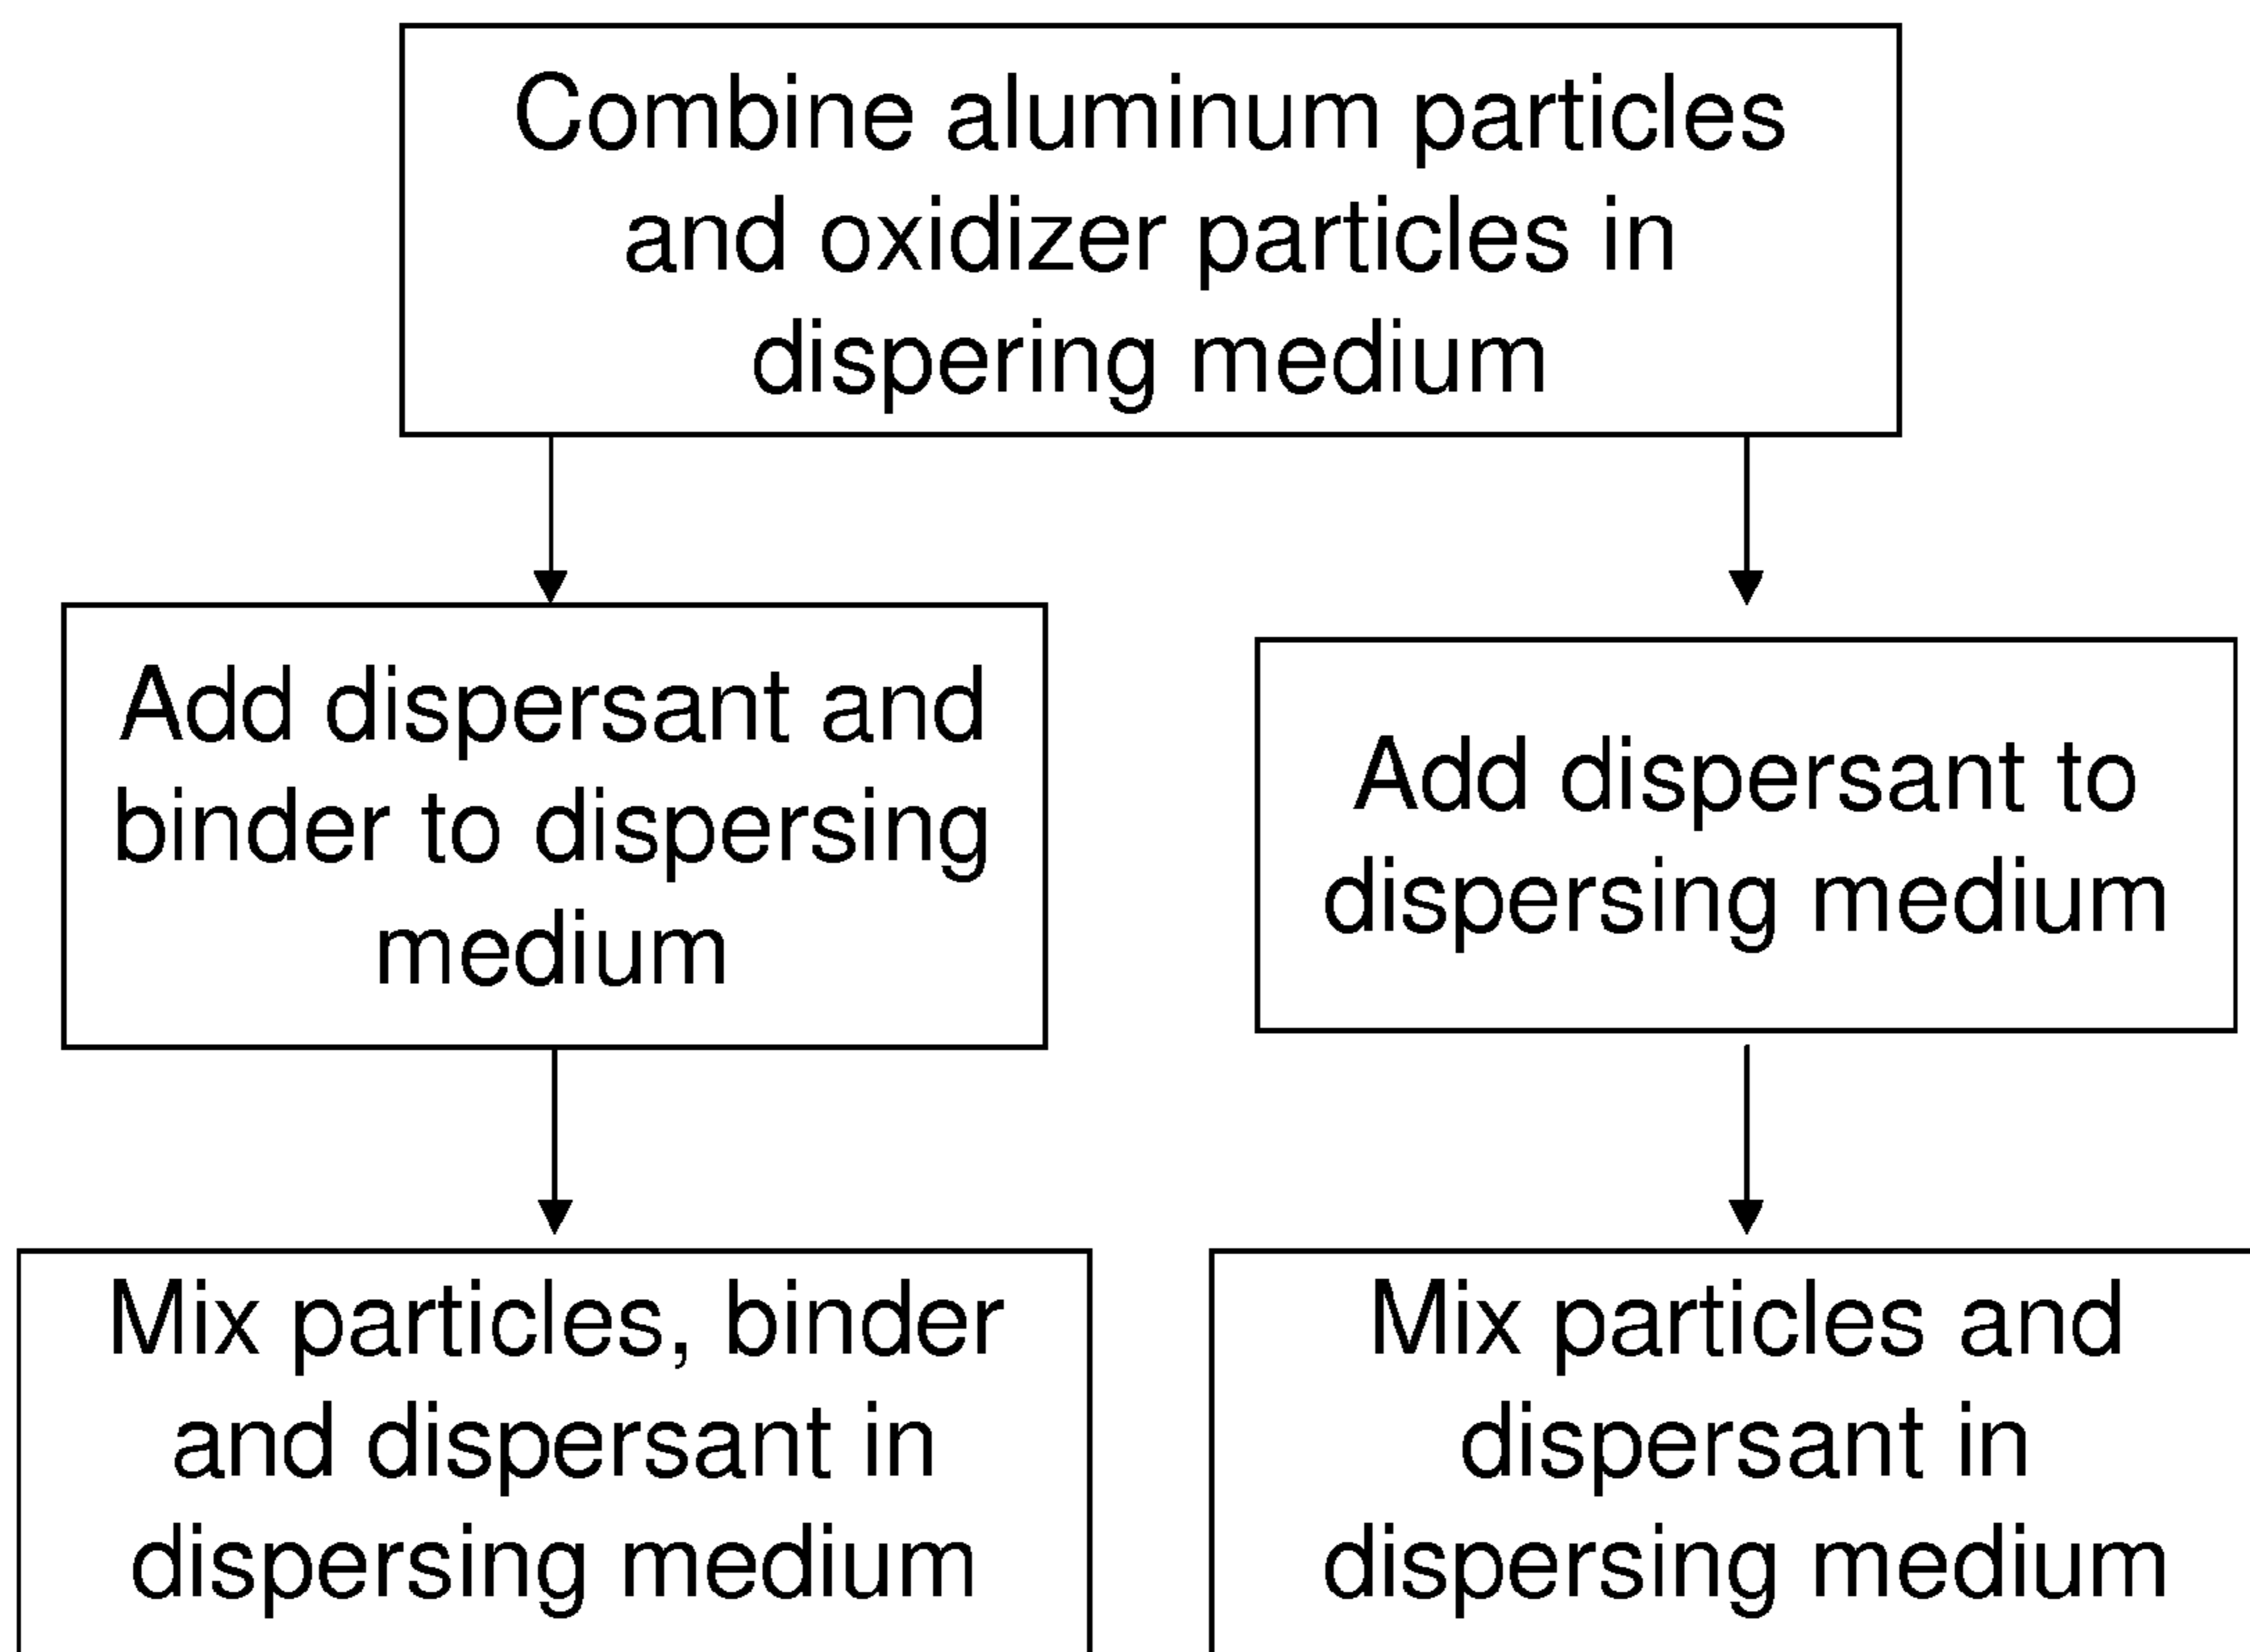 Combine aluminum particles
and oxidizer particles in
dispering medium
Add dispersant and
binder to dispersing
medium
Add dispersant to
dispersing medium
Mix particles, binder
and dispersant in
dispersing medium
Mix particles and
dispersant in
dispersing medium